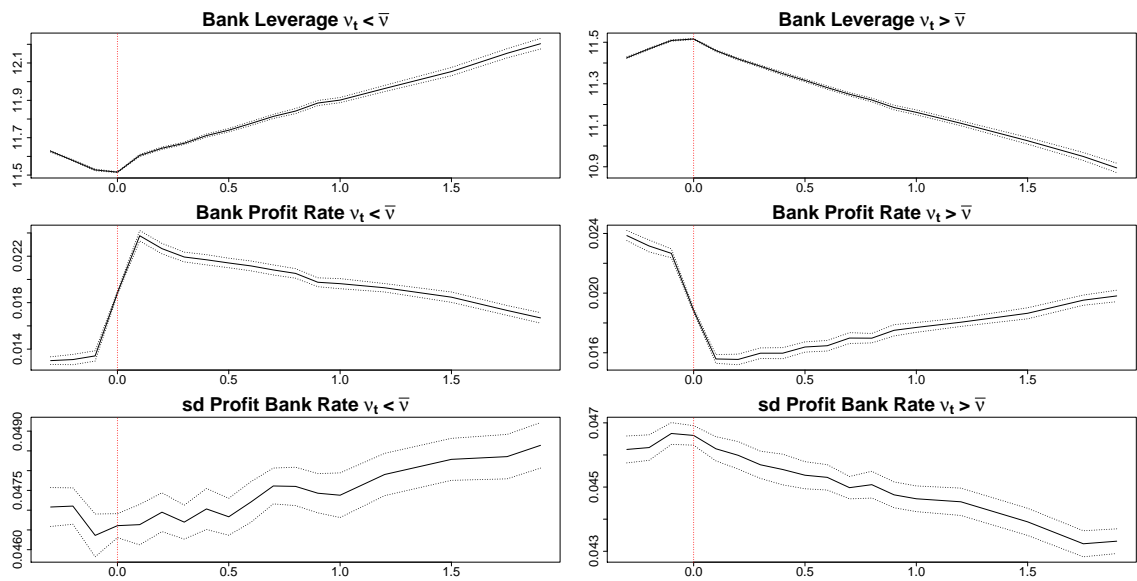 Bank Leverage νt < ν̅
12.1
11.9
11.7
11.5
0.0 0.5 1.0 1.5
Bank Leverage νt > ν̅
11.5
11.3
11.1
10.9
0.0 0.5 1.0 1.5
Bank Profit Rate νt < ν̅
0.022
0.018
0.014
0.0 0.5 1.0 1.5
Bank Profit Rate νt > ν̅
0.024
0.020
0.016
0.0 0.5 1.0 1.5
sd Profit Bank Rate νt < ν̅
0.0490
0.0475
0.0460
0.0 0.5 1.0 1.5
sd Profit Bank Rate νt > ν̅
0.047
0.045
0.043
0.0 0.5 1.0 1.5